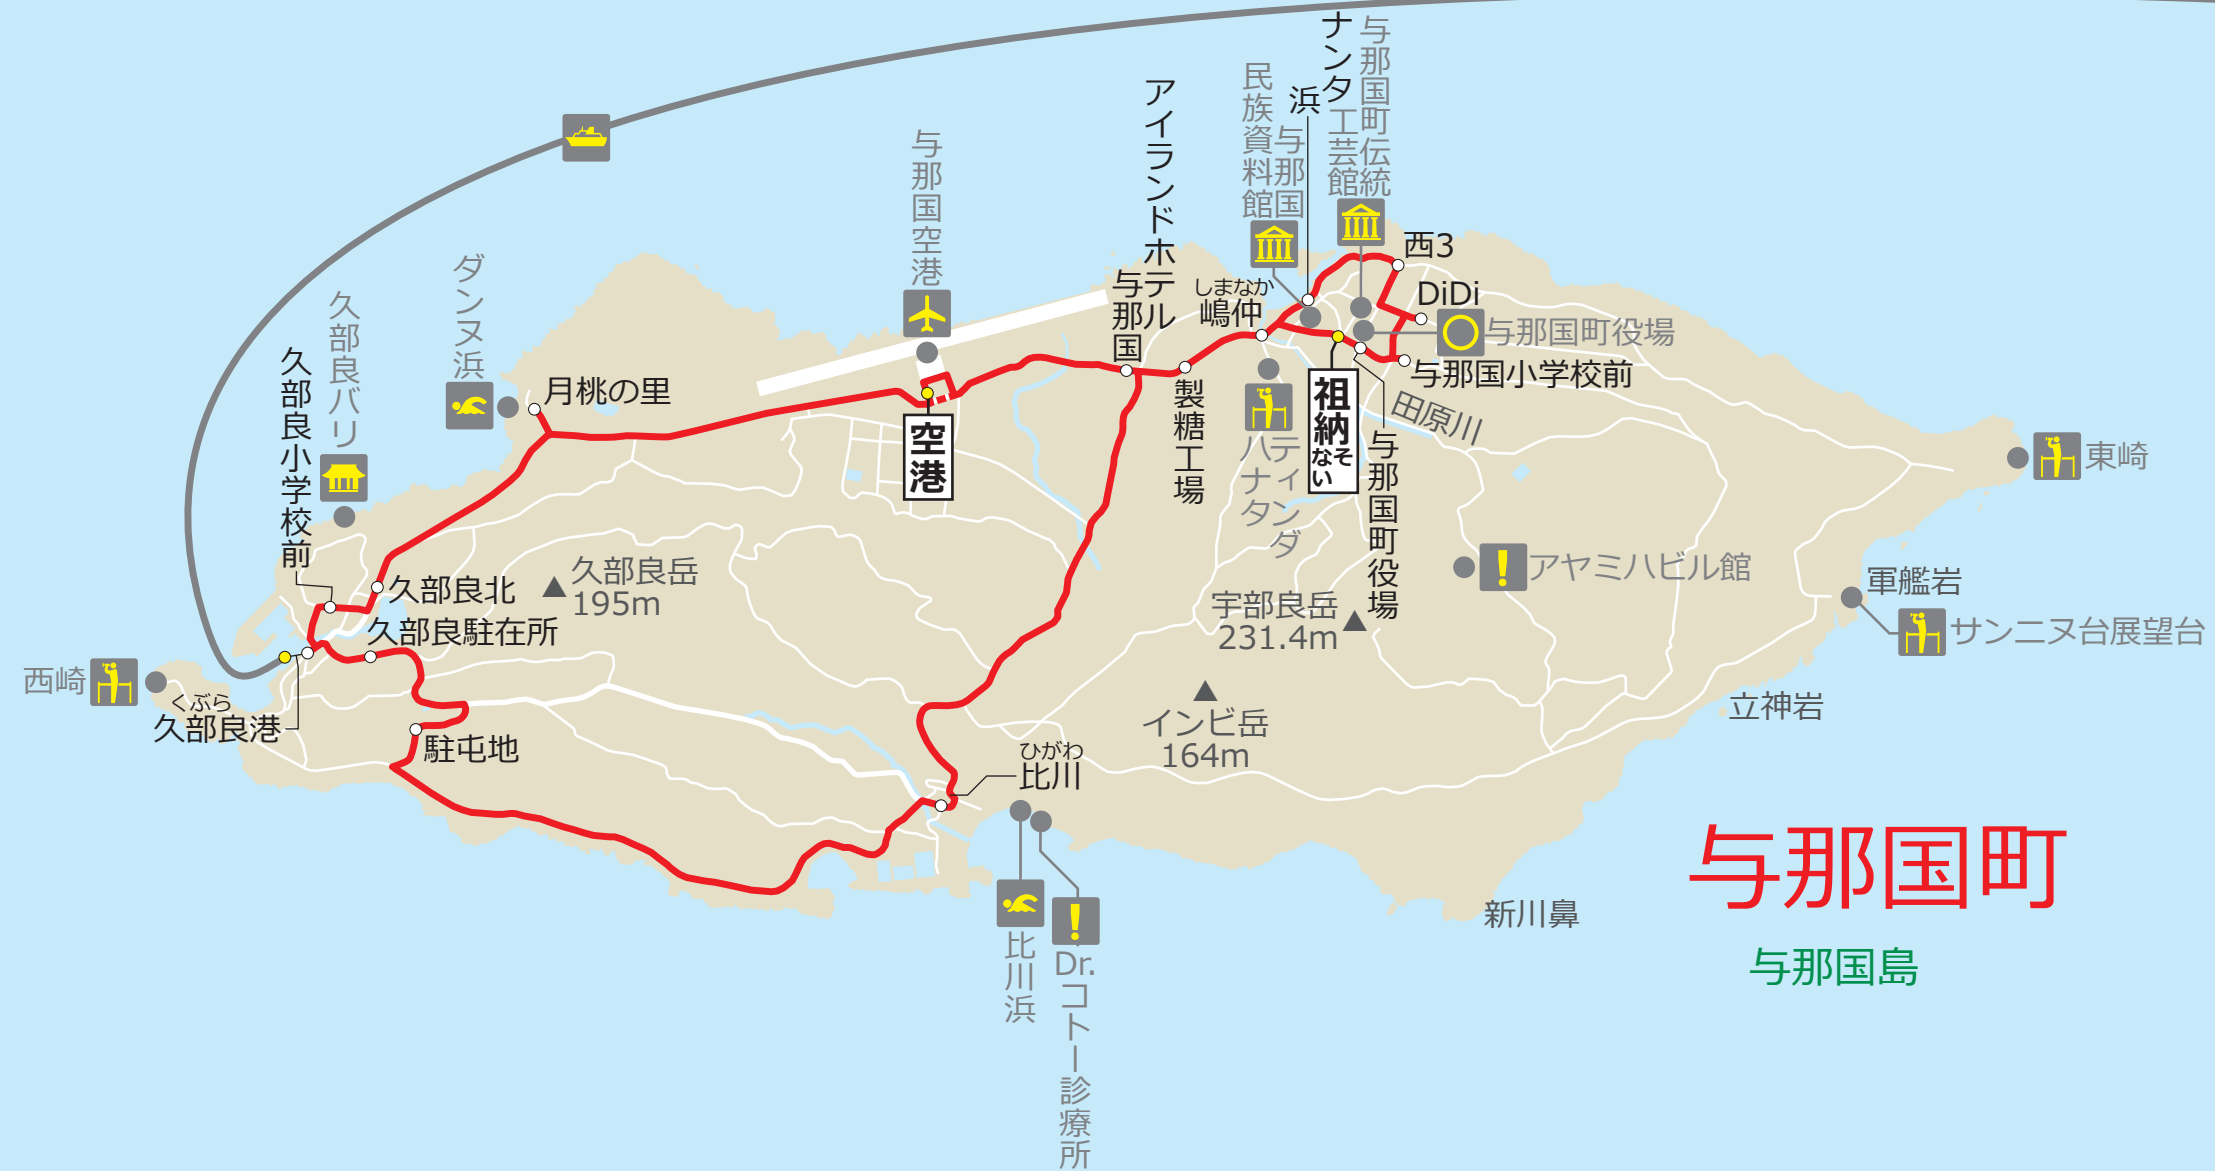 ナンタ
浜
与那国町伝統
工芸館
与那国
民族資料館
アイランドホテル
与那国
与那国空港
ダンヌ浜
久部良バリ
久部良小学校前
月桃の里
空港
製糖工場
しまなか
嶋仲
西3
DiDi
与那国町役場
与那国小学校前
祖納
そない
田原川
与那国町役場
ティンダ
ハナタ
東崎
アヤミハビル館
軍艦岩
サンニヌ台展望台
立神岩
久部良岳
195m
宇部良岳
231.4m
インビ岳
164m
久部良北
久部良駐在所
西崎
くぶら
久部良港
駐屯地
ひがわ
比川
比川浜
Dr.コトー診療所
新川鼻
与那国町
与那国島